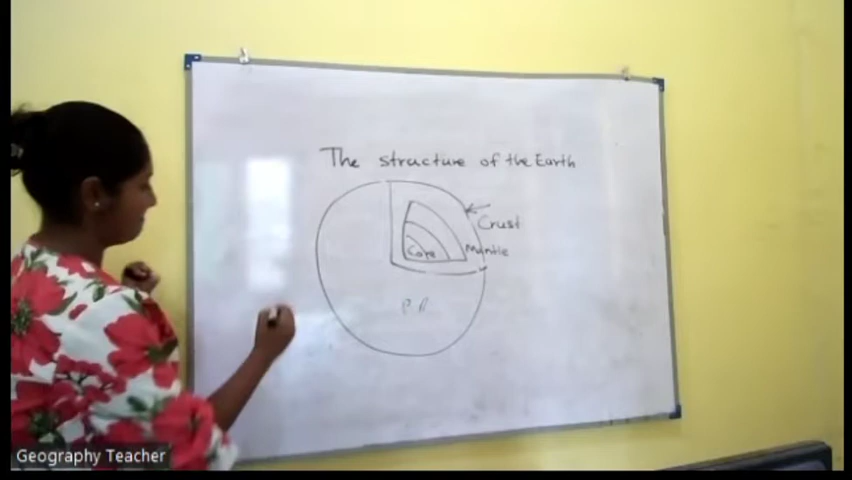 The structure of the Earth
Crust
Core
Mantle
Geography Teacher